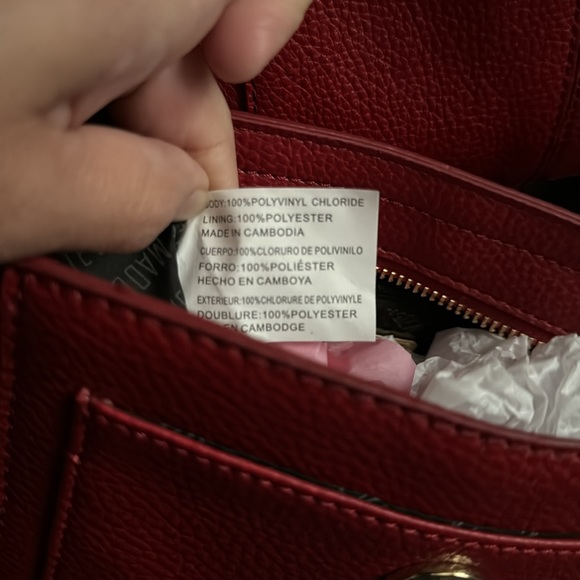 BODY:100%POLYVINYL CHLORIDE
LINING:100%POLYESTER
MADE IN CAMBODIA
CUERPO:100%CLORURO DE POLIVINILO
FORRO:100%POLIÉSTER
HECHO EN CAMBOYA
EXTERIEUR:100%CHLORURE DE POLYVINYLE
DOUBLURE:100%POLYESTER
EN CAMBODGE